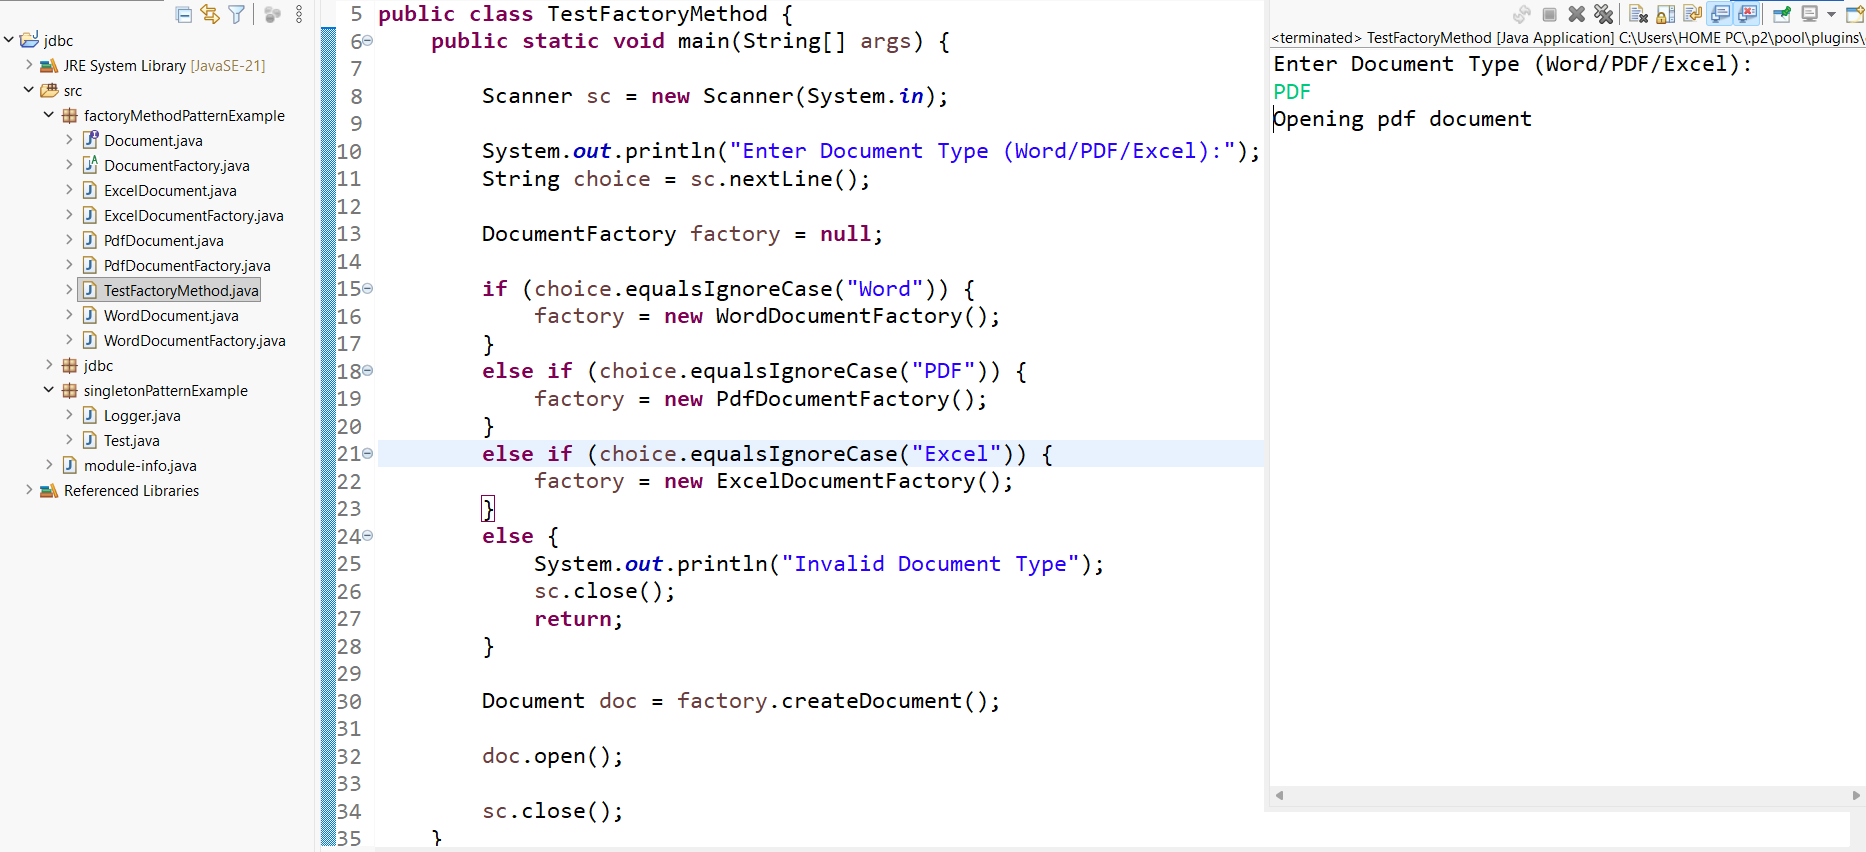 jdbc
JRE System Library [JavaSE-21]
src
factoryMethodPatternExample
Document.java
DocumentFactory.java
ExcelDocument.java
ExcelDocumentFactory.java
PdfDocument.java
PdfDocumentFactory.java
TestFactoryMethod.java
WordDocument.java
WordDocumentFactory.java
jdbc
singletonPatternExample
Logger.java
Test.java
module-info.java
Referenced Libraries
5 public class TestFactoryMethod {
6 public static void main(String[] args) {
7
8 Scanner sc = new Scanner(System.in);
9
10 System.out.println("Enter Document Type (Word/PDF/Excel):");
11 String choice = sc.nextLine();
12
13 DocumentFactory factory = null;
14
15 if (choice.equalsIgnoreCase("Word")) {
16 factory = new WordDocumentFactory();
17 }
18 else if (choice.equalsIgnoreCase("PDF")) {
19 factory = new PdfDocumentFactory();
20 }
21 else if (choice.equalsIgnoreCase("Excel")) {
22 factory = new ExcelDocumentFactory();
23 }
24 else {
25 System.out.println("Invalid Document Type");
26 sc.close();
27 return;
28 }
29
30 Document doc = factory.createDocument();
31
32 doc.open();
33
34 sc.close();
35 }
<terminated> TestFactoryMethod [Java Application] C:\Users\HOME PC\.p2\pool\plugins\
Enter Document Type (Word/PDF/Excel):
PDF
Opening pdf document